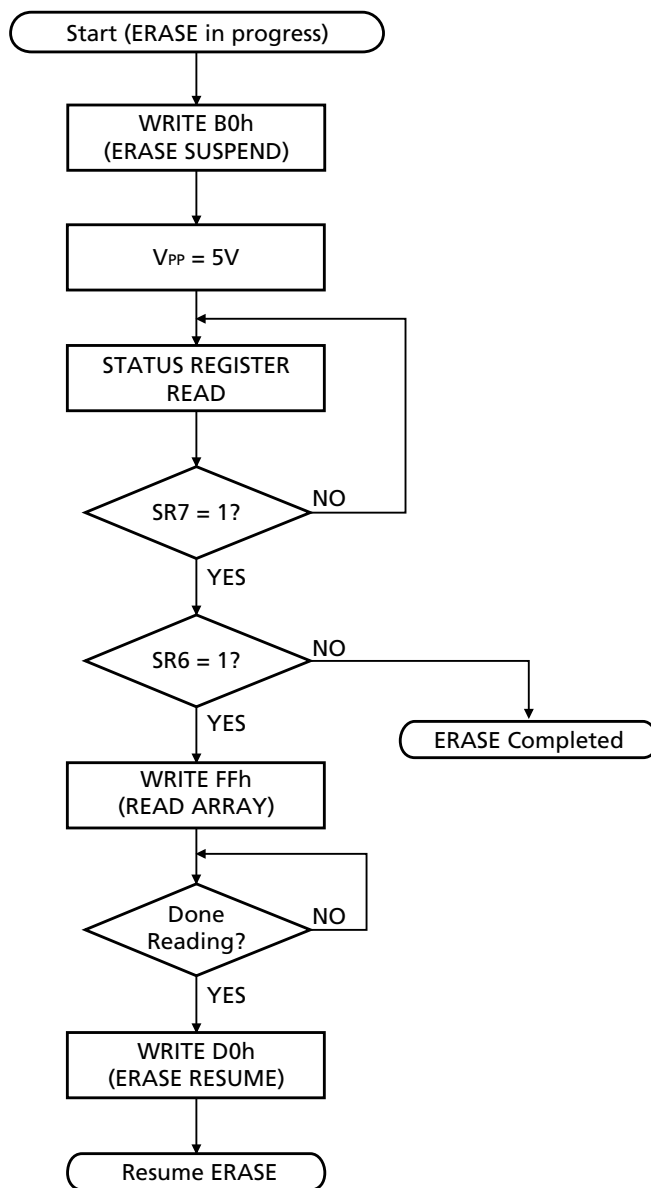 Start (ERASE in progress)
WRITE B0h
(ERASE SUSPEND)
VPP = 5V
STATUS REGISTER
READ
SR7 = 1?
NO
YES
SR6 = 1?
NO
YES
ERASE Completed
WRITE FFh
(READ ARRAY)
Done
Reading?
NO
YES
WRITE D0h
(ERASE RESUME)
Resume ERASE